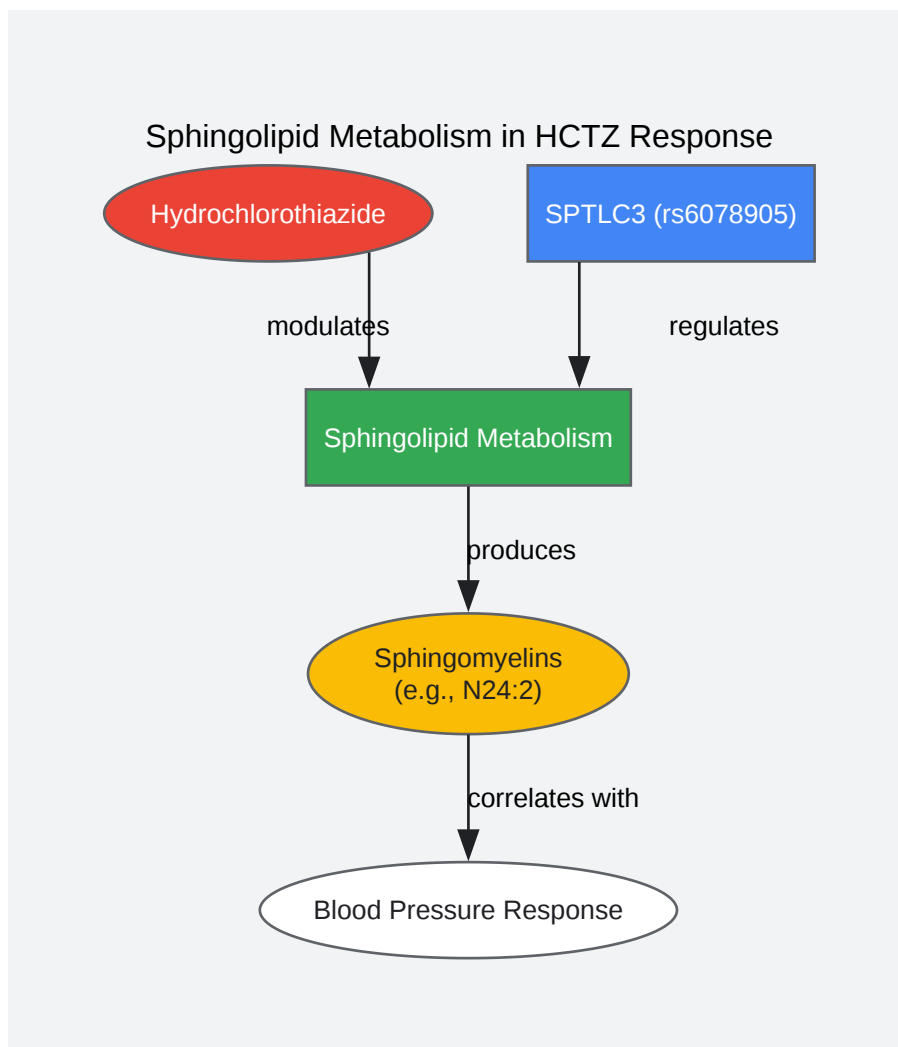 Sphingolipid Metabolism in HCTZ Response
Hydrochlorothiazide
SPTLC3 (rs6078905)
modulates
regulates
Sphingolipid Metabolism
produces
Sphingomyelins
(e.g., N24:2)
correlates with
Blood Pressure Response